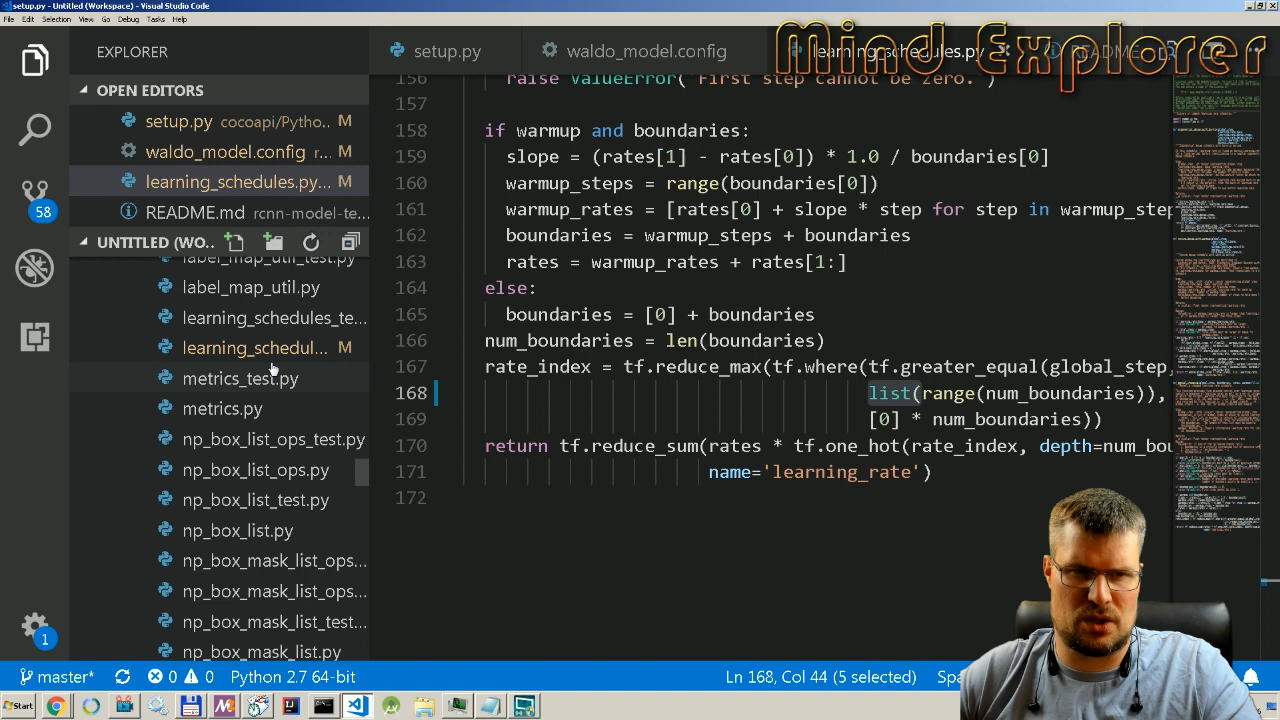 setup.py - Untitled (Workspace) - Visual Studio Code
File Edit Selection View Go Debug Tasks Help
Mind Explorer
EXPLORER
setup.py
waldo_model.config
learning_schedules.py
README
OPEN EDITORS
setup.py cocoapi/Pytho... M
waldo_model.config r... M
learning_schedules.py... M
README.md rcnn-model-te...
58
UNTITLED (WO...
label_map_util_test.py
label_map_util.py
learning_schedules_te...
learning_schedul... M
metrics_test.py
metrics.py
np_box_list_ops_test.py
np_box_list_ops.py
np_box_list_test.py
np_box_list.py
np_box_mask_list_ops...
np_box_mask_list_ops...
np_box_mask_list_test...
np_box_mask_list.py
156 raise ValueError('First step cannot be zero.')
157
158 if warmup and boundaries:
159 slope = (rates[1] - rates[0]) * 1.0 / boundaries[0]
160 warmup_steps = range(boundaries[0])
161 warmup_rates = [rates[0] + slope * step for step in warmup_step
162 boundaries = warmup_steps + boundaries
163 rates = warmup_rates + rates[1:]
164 else:
165 boundaries = [0] + boundaries
166 num_boundaries = len(boundaries)
167 rate_index = tf.reduce_max(tf.where(tf.greater_equal(global_step,
168 list(range(num_boundaries)),
169 [0] * num_boundaries))
170 return tf.reduce_sum(rates * tf.one_hot(rate_index, depth=num_bou
171 name='learning_rate')
172
1
master* 0 0 Python 2.7 64-bit
Ln 168, Col 44 (5 selected)
Start